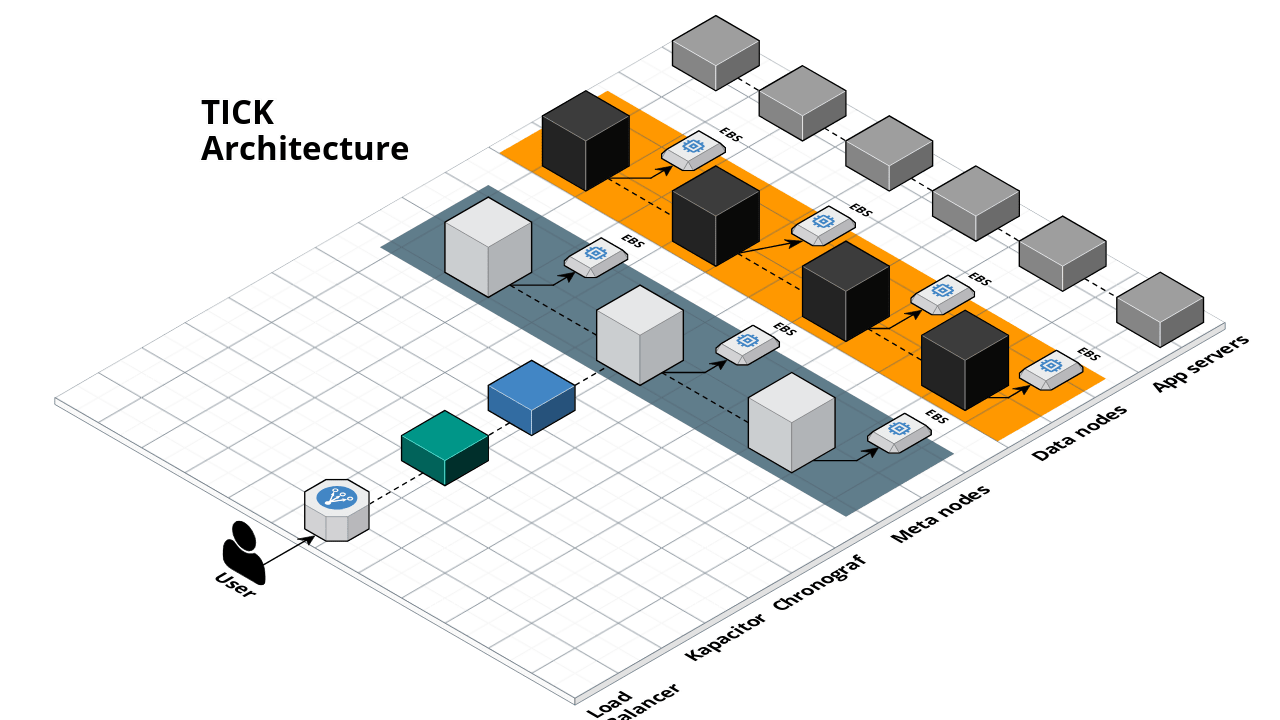 TICK
Architecture
EBS
EBS
EBS
EBS
EBS
EBS
EBS
App servers
Data nodes
Meta nodes
Chronograf
Kapacitor
Load
Balancer
User